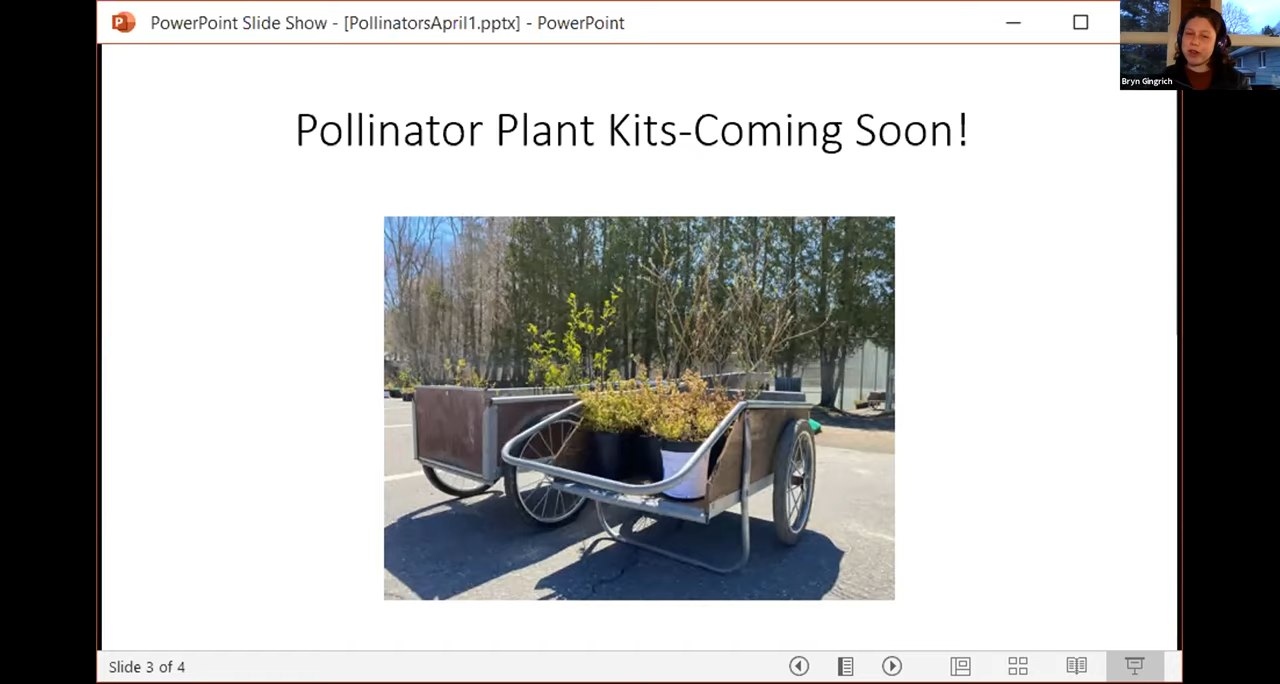 PowerPoint Slide Show - [PollinatorsApril1.pptx] - PowerPoint
Bryn Gingrich
Pollinator Plant Kits-Coming Soon!
Slide 3 of 4